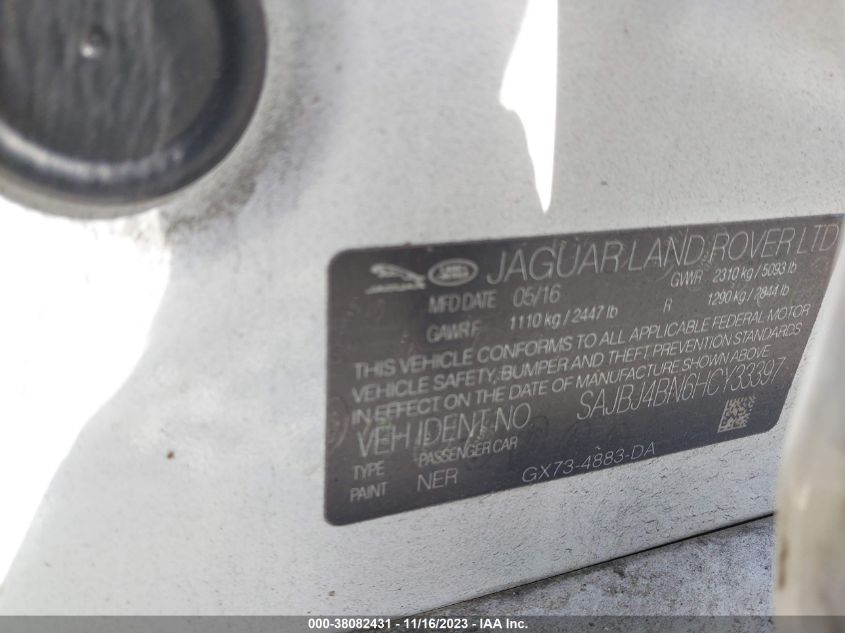 JAGUAR LAND ROVER LTD
MFD DATE 05/16 GVWR 2310 kg / 5093 lb
GAWR F 1110 kg / 2447 lb R 1290 kg / 2844 lb
THIS VEHICLE CONFORMS TO ALL APPLICABLE FEDERAL MOTOR
VEHICLE SAFETY, BUMPER AND THEFT PREVENTION STANDARDS
IN EFFECT ON THE DATE OF MANUFACTURE SHOWN ABOVE
VEH IDENT NO SAJBJ4BN6HCY33397
TYPE PASSENGER CAR
PAINT NER GX73-4883-DA
000-38082431 - 11/16/2023 - IAA Inc.